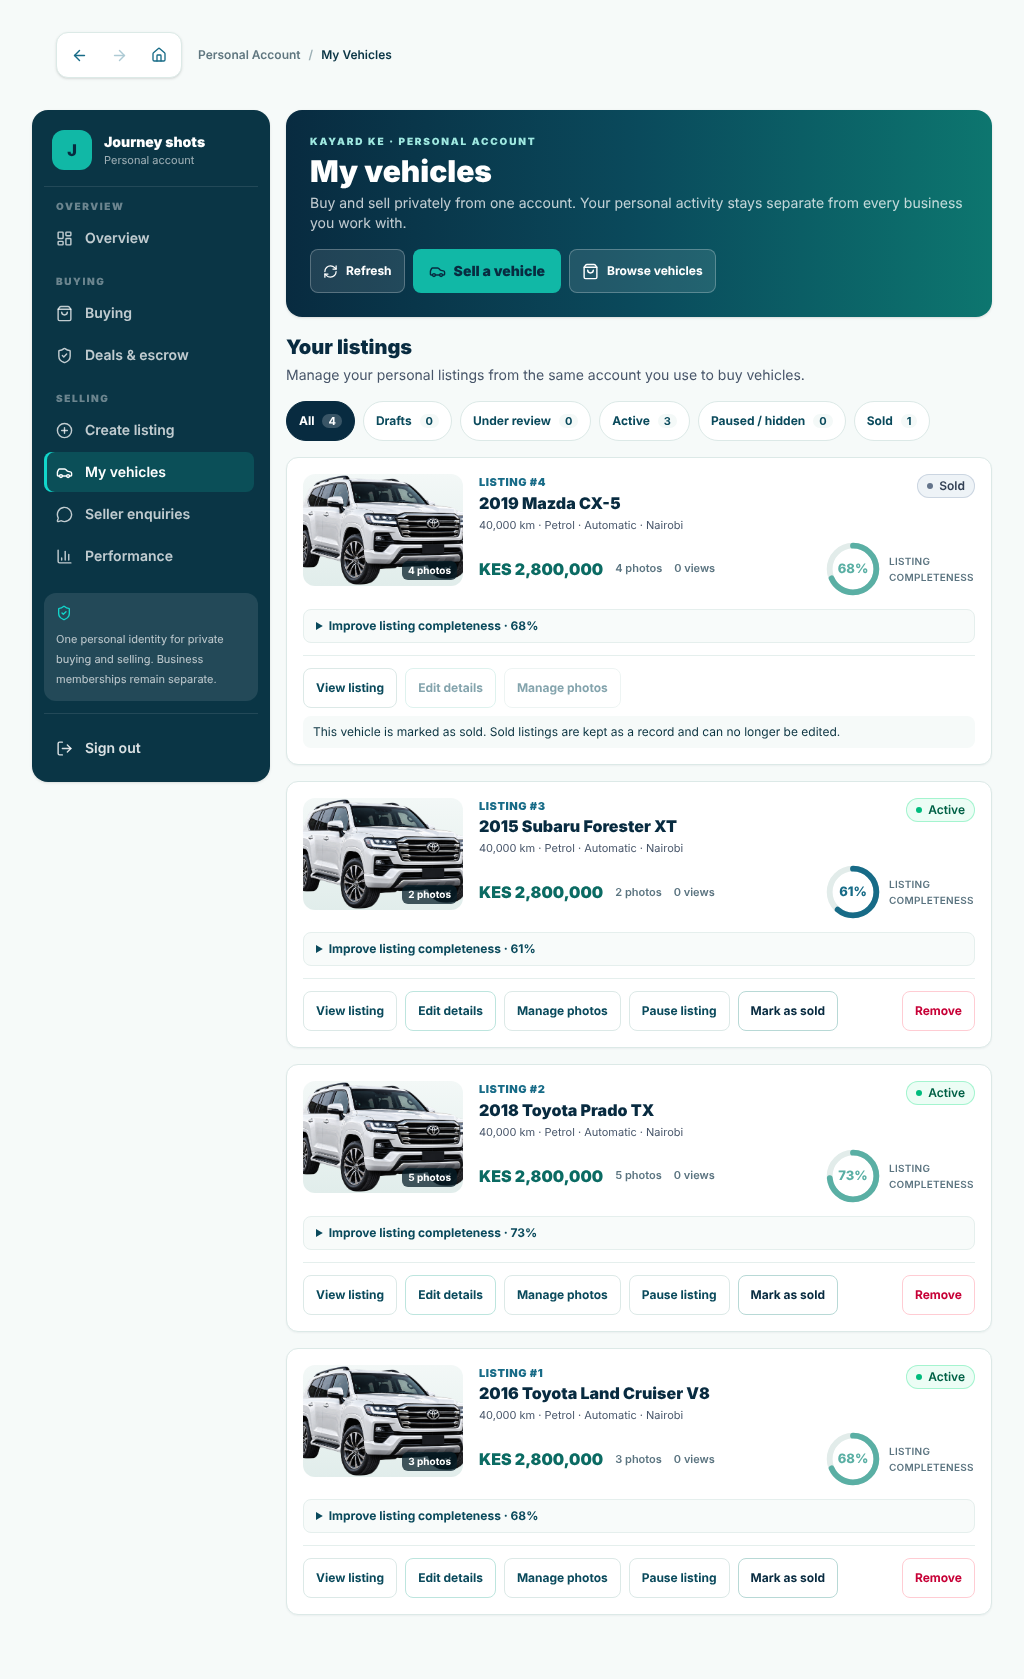 Personal Account / My Vehicles
J
Journey shots
Personal account
OVERVIEW
Overview
BUYING
Buying
Deals & escrow
SELLING
Create listing
My vehicles
Seller enquiries
Performance
One personal identity for private
buying and selling. Business
memberships remain separate.
Sign out
KAYARD KE · PERSONAL ACCOUNT
My vehicles
Buy and sell privately from one account. Your personal activity stays separate from every business
you work with.
Refresh
Sell a vehicle
Browse vehicles
Your listings
Manage your personal listings from the same account you use to buy vehicles.
All 4
Drafts 0
Under review 0
Active 3
Paused / hidden 0
Sold 1
4 photos
LISTING #4
Sold
2019 Mazda CX-5
40,000 km · Petrol · Automatic · Nairobi
KES 2,800,000 4 photos 0 views
68%
LISTING
COMPLETENESS
Improve listing completeness · 68%
View listing
Edit details
Manage photos
This vehicle is marked as sold. Sold listings are kept as a record and can no longer be edited.
2 photos
LISTING #3
Active
2015 Subaru Forester XT
40,000 km · Petrol · Automatic · Nairobi
KES 2,800,000 2 photos 0 views
61%
LISTING
COMPLETENESS
Improve listing completeness · 61%
View listing
Edit details
Manage photos
Pause listing
Mark as sold
Remove
5 photos
LISTING #2
Active
2018 Toyota Prado TX
40,000 km · Petrol · Automatic · Nairobi
KES 2,800,000 5 photos 0 views
73%
LISTING
COMPLETENESS
Improve listing completeness · 73%
View listing
Edit details
Manage photos
Pause listing
Mark as sold
Remove
3 photos
LISTING #1
Active
2016 Toyota Land Cruiser V8
40,000 km · Petrol · Automatic · Nairobi
KES 2,800,000 3 photos 0 views
68%
LISTING
COMPLETENESS
Improve listing completeness · 68%
View listing
Edit details
Manage photos
Pause listing
Mark as sold
Remove